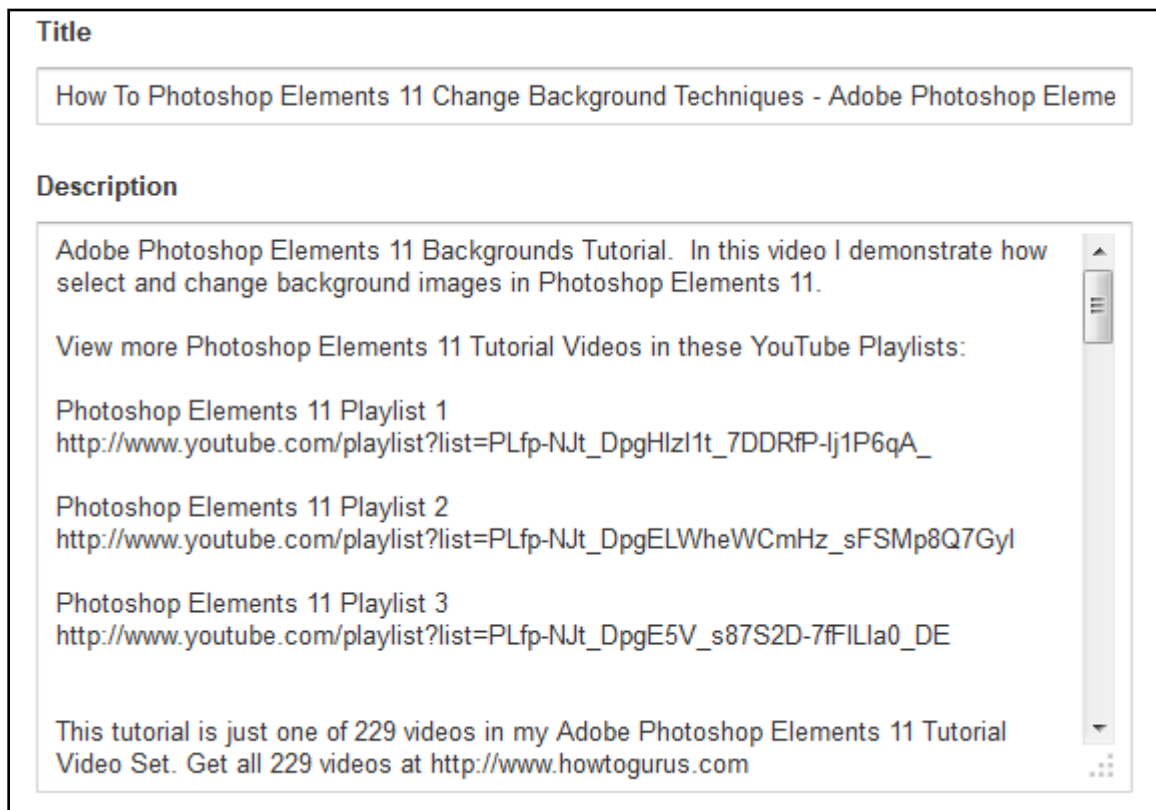 Title
How To Photoshop Elements 11 Change Background Techniques - Adobe Photoshop Eleme
Description
Adobe Photoshop Elements 11 Backgrounds Tutorial.  In this video I demonstrate how
select and change background images in Photoshop Elements 11.
View more Photoshop Elements 11 Tutorial Videos in these YouTube Playlists:
Photoshop Elements 11 Playlist 1
http://www.youtube.com/playlist?list=PLfp-NJt_DpgHlzI1t_7DDRfP-Ij1P6qA_
Photoshop Elements 11 Playlist 2
http://www.youtube.com/playlist?list=PLfp-NJt_DpgELWheWCmHz_sFSMp8Q7GyI
Photoshop Elements 11 Playlist 3
http://www.youtube.com/playlist?list=PLfp-NJt_DpgE5V_s87S2D-7fFILIa0_DE
This tutorial is just one of 229 videos in my Adobe Photoshop Elements 11 Tutorial
Video Set. Get all 229 videos at http://www.howtogurus.com